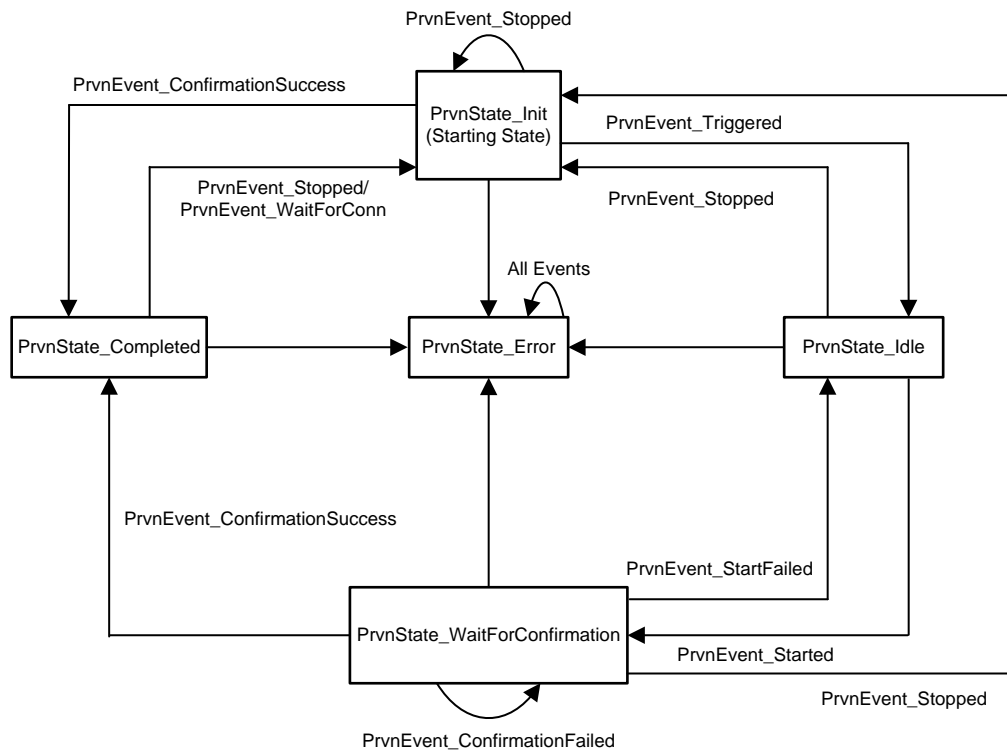 PrvnEvent_Stopped
PrvnEvent_ConfirmationSuccess
PrvnState_Init
(Starting State)
PrvnEvent_Triggered
PrvnEvent_Stopped/
PrvnEvent_WaitForConn
PrvnEvent_Stopped
All Events
PrvnState_Completed
PrvnState_Error
PrvnState_Idle
PrvnEvent_ConfirmationSuccess
PrvnEvent_StartFailed
PrvnState_WaitForConfirmation
PrvnEvent_Started
PrvnEvent_Stopped
PrvnEvent_ConfirmationFailed